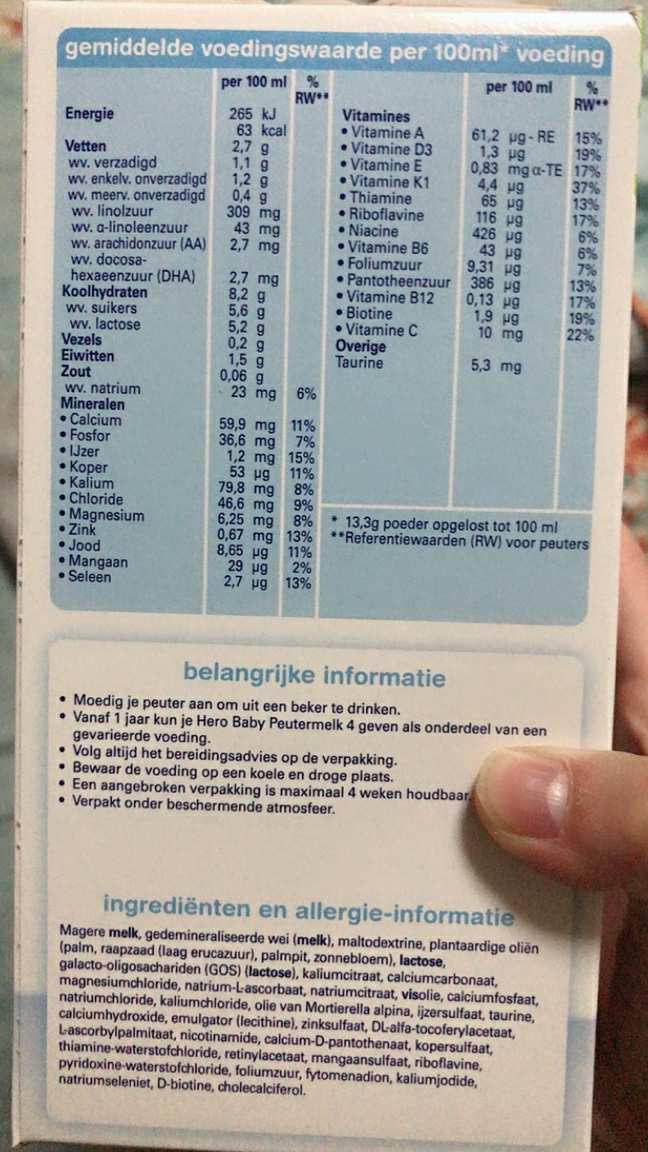 gemiddelde voedingswaarde per 100ml* voeding
per 100 ml %
RW**
Energie 265 kJ
63 kcal
Vetten 2,7 g
wv. verzadigd 1,1 g
wv. enkelv. onverzadigd 1,2 g
wv. meerv. onverzadigd 0,4 g
wv. linolzuur 309 mg
wv. α-linoleenzuur 43 mg
wv. arachidonzuur (AA) 2,7 mg
wv. docosa-
hexaeenzuur (DHA) 2,7 mg
Koolhydraten 8,2 g
wv. suikers 5,6 g
wv. lactose 5,2 g
Vezels 0,2 g
Eiwitten 1,5 g
Zout 0,06 g
wv. natrium 23 mg 6%
Mineralen
• Calcium 59,9 mg 11%
• Fosfor 36,6 mg 7%
• IJzer 1,2 mg 15%
• Koper 53 µg 11%
• Kalium 79,8 mg 8%
• Chloride 46,6 mg 9%
• Magnesium 6,25 mg 8%
• Zink 0,67 mg 13%
• Jood 8,65 µg 11%
• Mangaan 29 µg 2%
• Seleen 2,7 µg 13%
per 100 ml %
RW**
Vitamines
• Vitamine A 61,2 µg - RE 15%
• Vitamine D3 1,3 µg 19%
• Vitamine E 0,83 mg α-TE 17%
• Vitamine K1 4,4 µg 37%
• Thiamine 65 µg 13%
• Riboflavine 116 µg 17%
• Niacine 426 µg 6%
• Vitamine B6 43 µg 6%
• Foliumzuur 9,31 µg 7%
• Pantotheenzuur 386 µg 13%
• Vitamine B12 0,13 µg 17%
• Biotine 1,9 µg 19%
• Vitamine C 10 mg 22%
Overige
Taurine 5,3 mg
* 13,3g poeder opgelost tot 100 ml
**Referentiewaarden (RW) voor peuters
belangrijke informatie
• Moedig je peuter aan om uit een beker te drinken.
• Vanaf 1 jaar kun je Hero Baby Peutermelk 4 geven als onderdeel van een
gevarieerde voeding.
• Volg altijd het bereidingsadvies op de verpakking.
• Bewaar de voeding op een koele en droge plaats.
• Een aangebroken verpakking is maximaal 4 weken houdbaar.
• Verpakt onder beschermende atmosfeer.
ingrediënten en allergie-informatie
Magere melk, gedemineraliseerde wei (melk), maltodextrine, plantaardige oliën
(palm, raapzaad (laag erucazuur), palmpit, zonnebloem), lactose,
galacto-oligosachariden (GOS) (lactose), kaliumcitraat, calciumcarbonaat,
magnesiumchloride, natrium-L-ascorbaat, natriumcitraat, visolie, calciumfosfaat,
natriumchloride, kaliumchloride, olie van Mortierella alpina, ijzersulfaat, taurine,
calciumhydroxide, emulgator (lecithine), zinksulfaat, DL-alfa-tocoferylacetaat,
L-ascorbylpalmitaat, nicotinamide, calcium-D-pantothenaat, kopersulfaat,
thiamine-waterstofchloride, retinylacetaat, mangaansulfaat, riboflavine,
pyridoxine-waterstofchloride, foliumzuur, fytomenadion, kaliumjodide,
natriumseleniet, D-biotine, cholecalciferol.